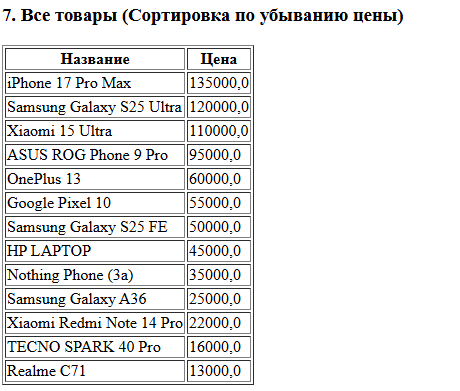 7. Все товары (Сортировка по убыванию цены)
Название Цена
iPhone 17 Pro Max 135000,0
Samsung Galaxy S25 Ultra 120000,0
Xiaomi 15 Ultra 110000,0
ASUS ROG Phone 9 Pro 95000,0
OnePlus 13 60000,0
Google Pixel 10 55000,0
Samsung Galaxy S25 FE 50000,0
HP LAPTOP 45000,0
Nothing Phone (3a) 35000,0
Samsung Galaxy A36 25000,0
Xiaomi Redmi Note 14 Pro 22000,0
TECNO SPARK 40 Pro 16000,0
Realme C71 13000,0